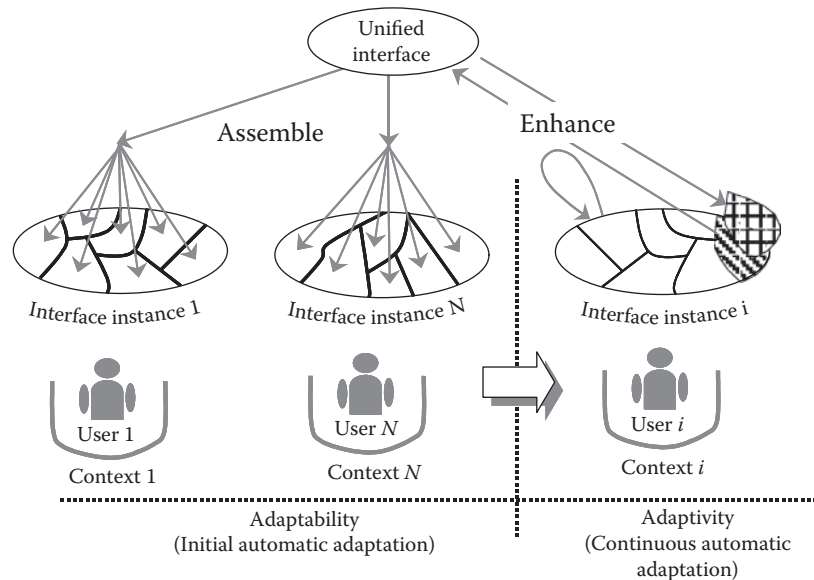 Unified
interface
Assemble
Enhance
Interface instance 1
Interface instance N
Interface instance i
User 1
User N
User i
Context 1
Context N
Context i
Adaptability
(Initial automatic adaptation)
Adaptivity
(Continuous automatic
adaptation)